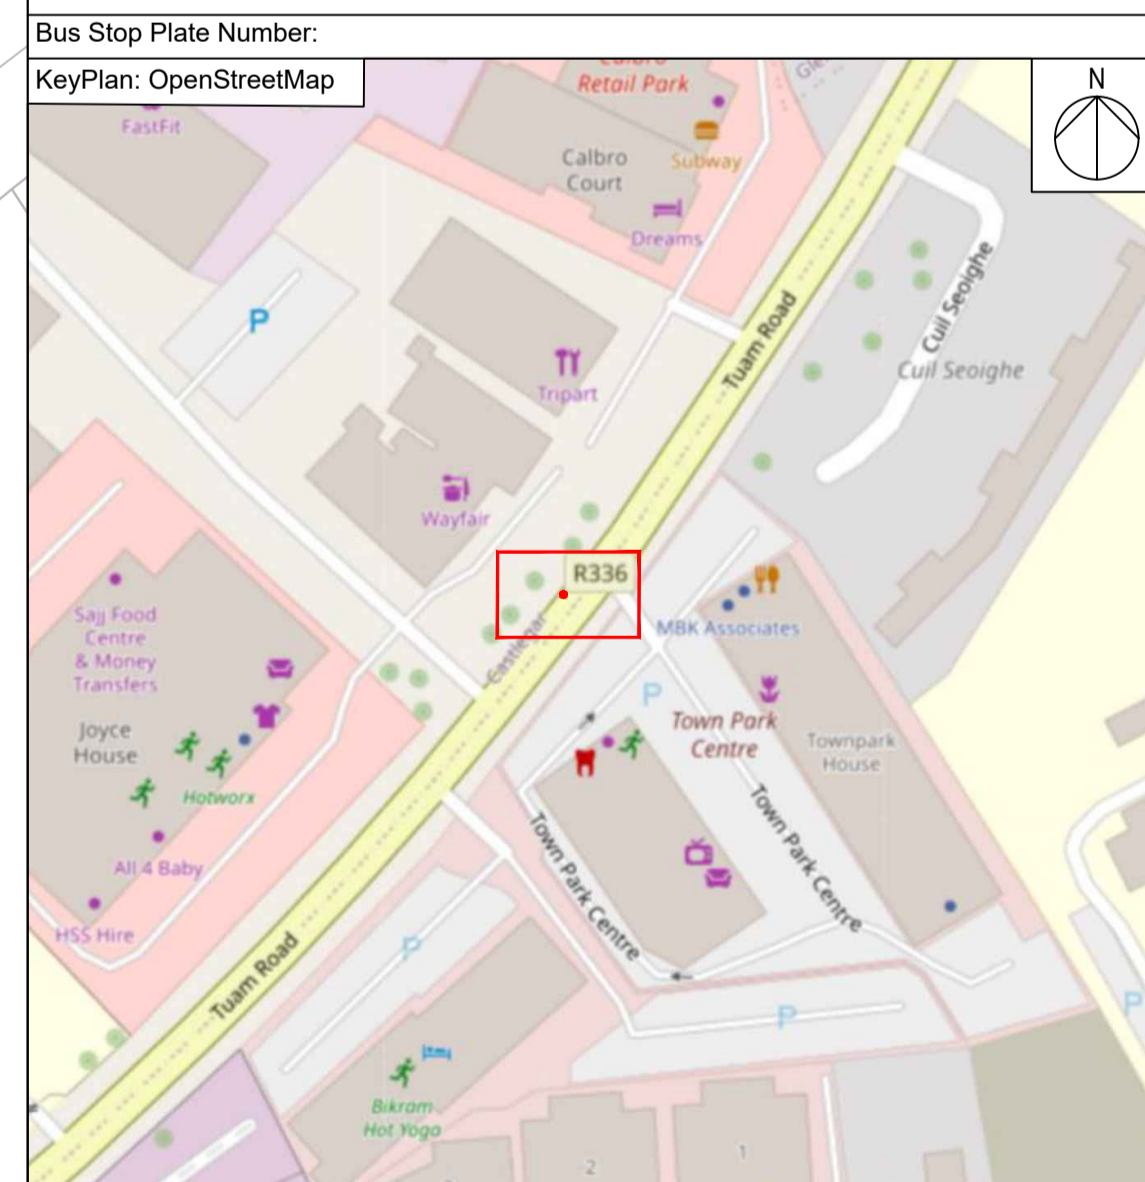 Bus Stop Plate Number:
KeyPlan: OpenStreetMap
N
Calbro
Retail Park
FastFit
Subway
Calbro
Court
Dreams
P
Tuam Road
Cuil Seoighe
Cuil Seoighe
Tripart
Wayfair
R336
Castlegar
MBK Associates
Sajj Food
Centre
& Money
Transfers
Joyce
House
Hotworx
P
Town Park
Centre
Townpark
House
Town Park Centre
Town Park Centre
All 4 Baby
HSS Hire
Tuam Road
P
P
P
Bikram
Hot Yoga
2
1